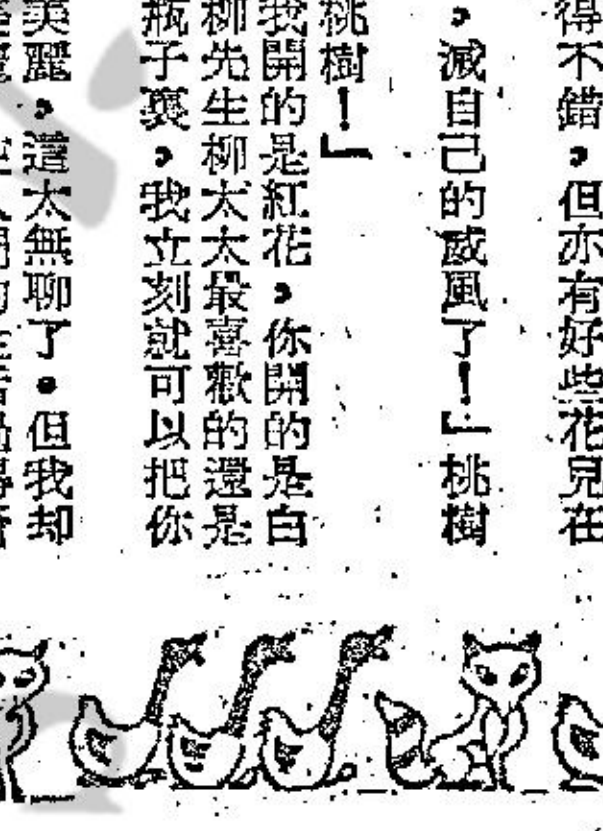 得不錯，但亦有好些花見在
，减自己的威風了！』桃樹
桃樹！』
我開的是紅花，你開的是白
柳先生柳太太最喜歡的還是
瓶子裏，我立刻就可以把你
美麗，這太無聊了。但我却